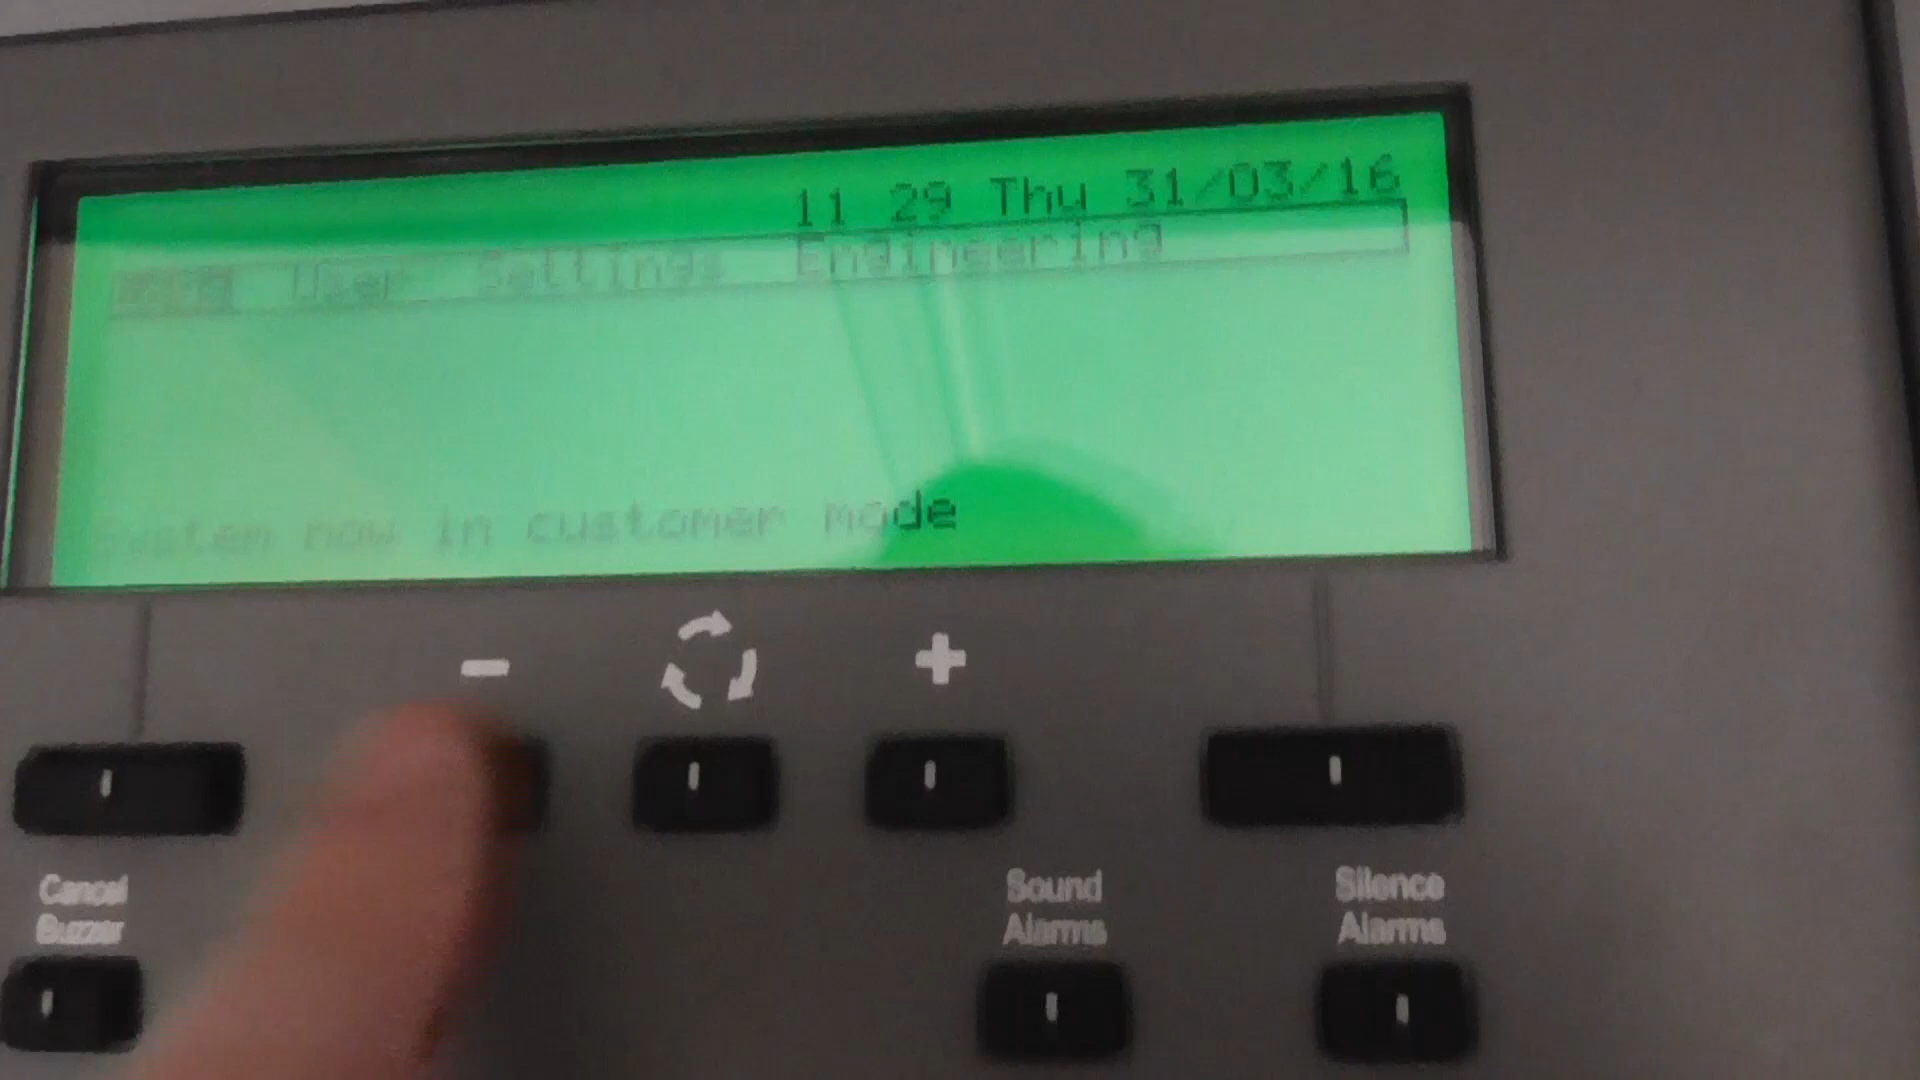 11 29 Thu 31/03/16
User Settings Engineering
System now in customer mode
- +
Cancel
Buzzer
Sound
Alarms
Silence
Alarms